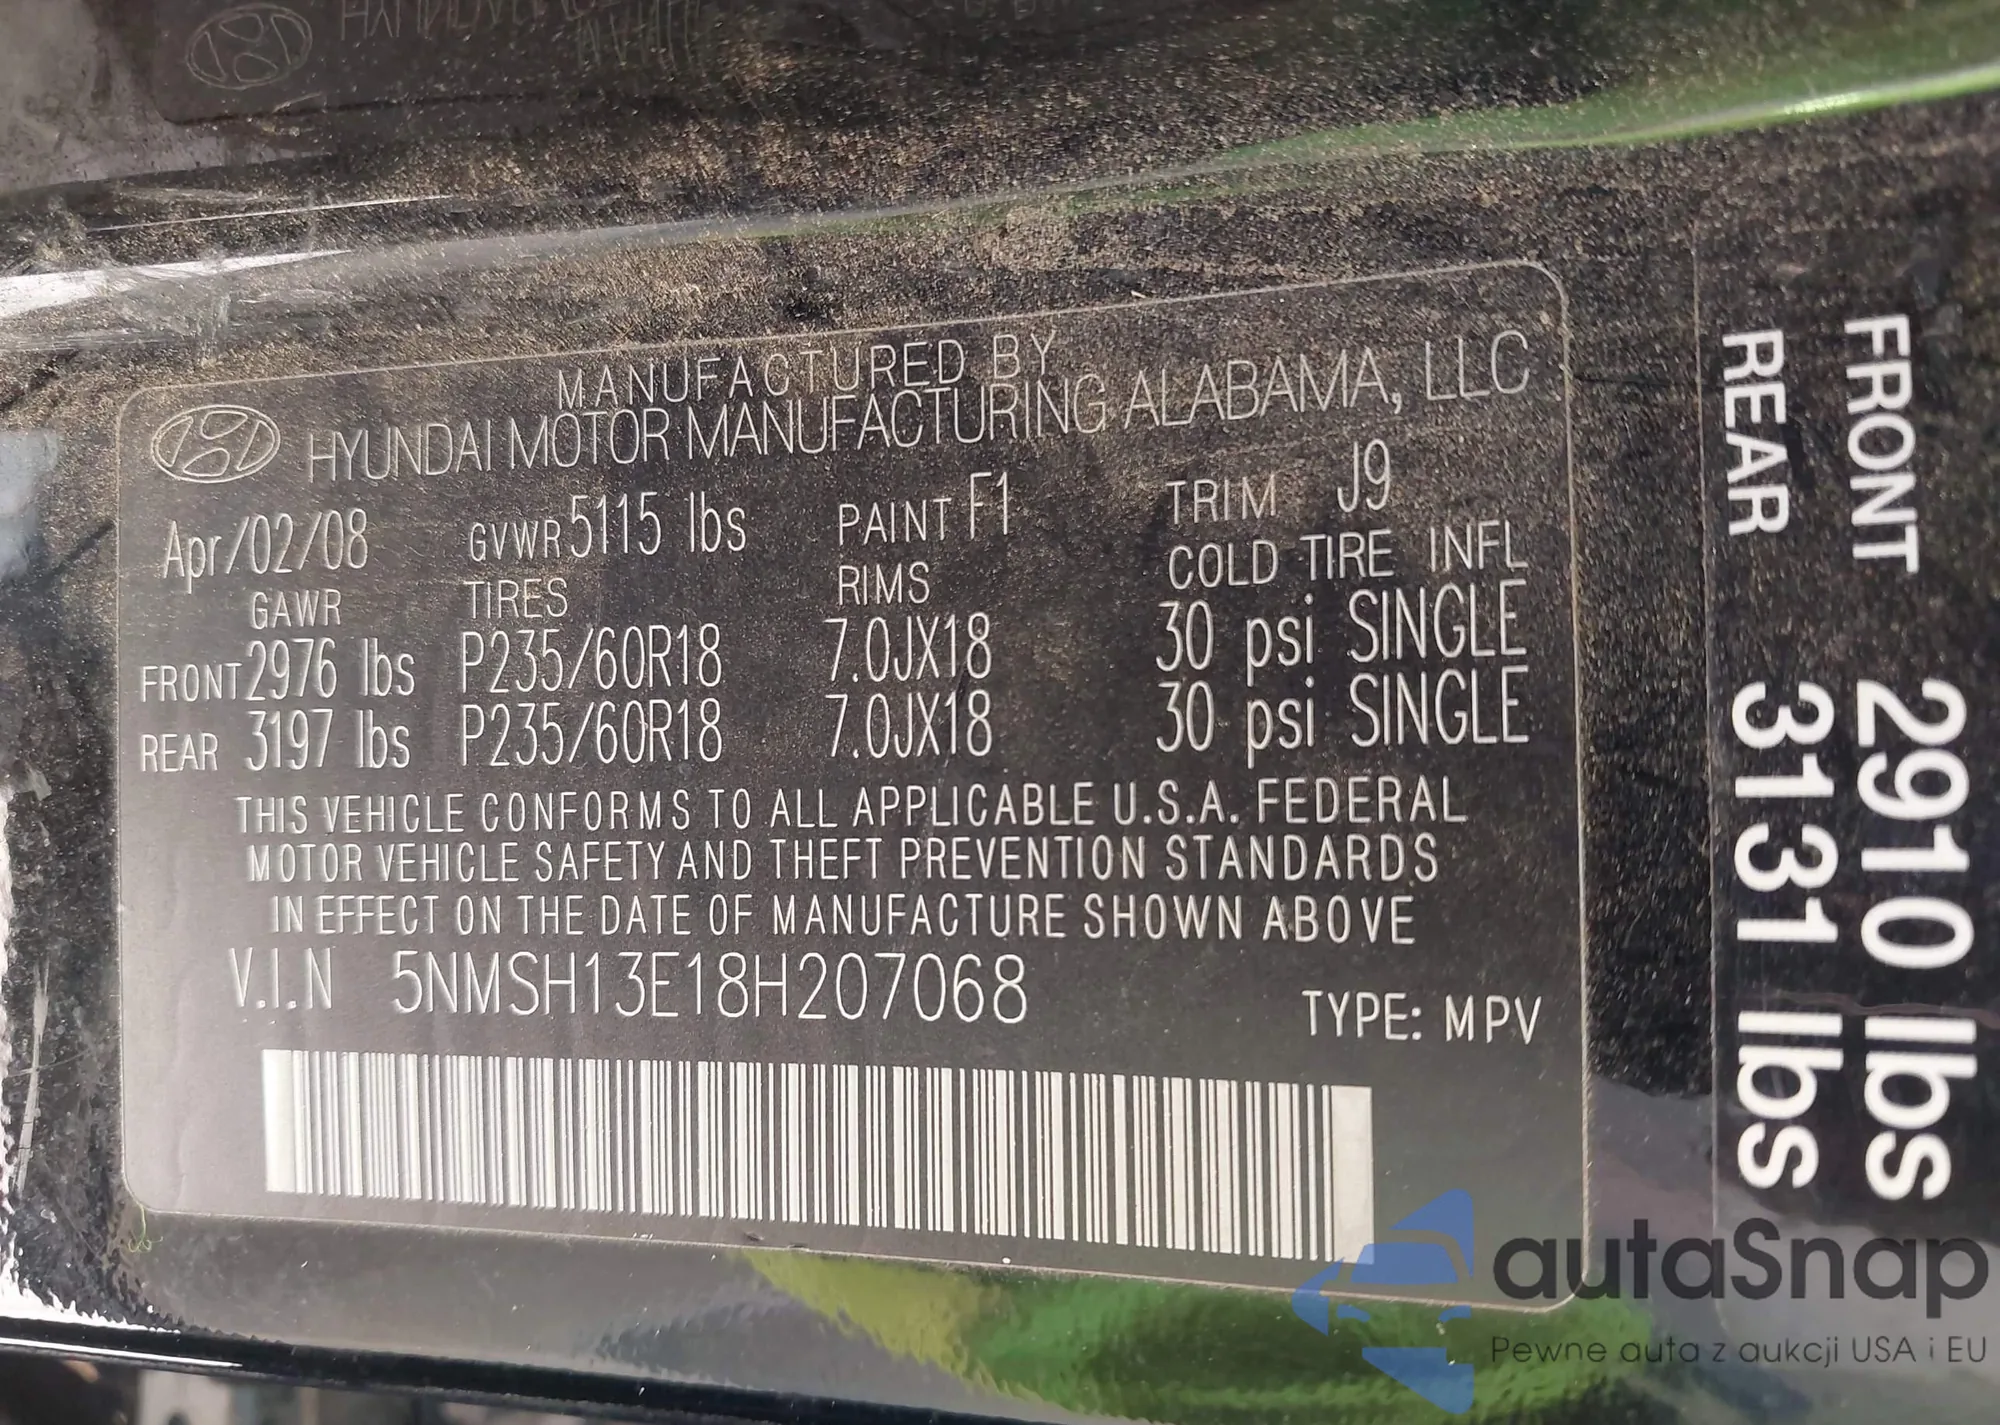 MANUFACTURED BY
HYUNDAI MOTOR MANUFACTURING ALABAMA, LLC
Apr/02/08 GVWR 5115 lbs PAINT F1 TRIM J9
GAWR TIRES RIMS COLD TIRE INFL
FRONT 2976 lbs P235/60R18 7.0JX18 30 psi SINGLE
REAR 3197 lbs P235/60R18 7.0JX18 30 psi SINGLE
THIS VEHICLE CONFORMS TO ALL APPLICABLE U.S.A. FEDERAL
MOTOR VEHICLE SAFETY AND THEFT PREVENTION STANDARDS
IN EFFECT ON THE DATE OF MANUFACTURE SHOWN ABOVE
V.I.N 5NMSH13E18H207068
TYPE: MPV
FRONT 2910 lbs
REAR 3131 lbs
autaSnap
Pewne auta z aukcji USA i EU